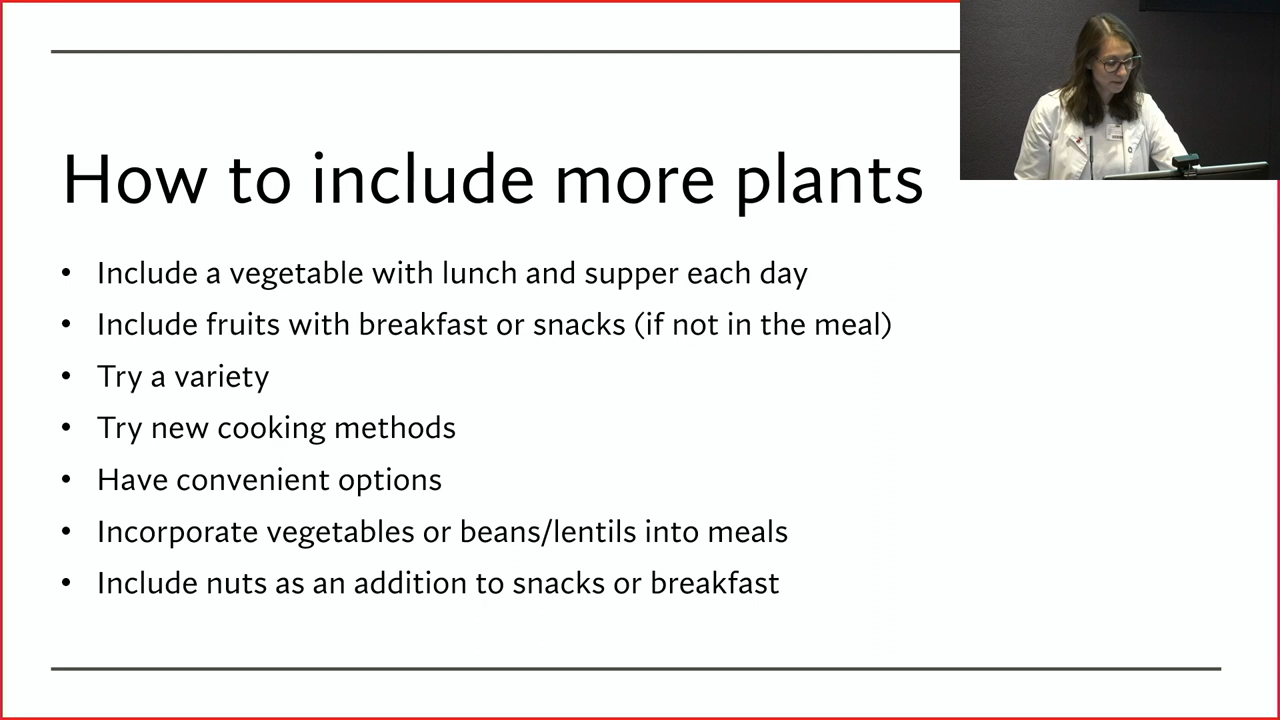 How to include more plants
• Include a vegetable with lunch and supper each day
• Include fruits with breakfast or snacks (if not in the meal)
• Try a variety
• Try new cooking methods
• Have convenient options
• Incorporate vegetables or beans/lentils into meals
• Include nuts as an addition to snacks or breakfast